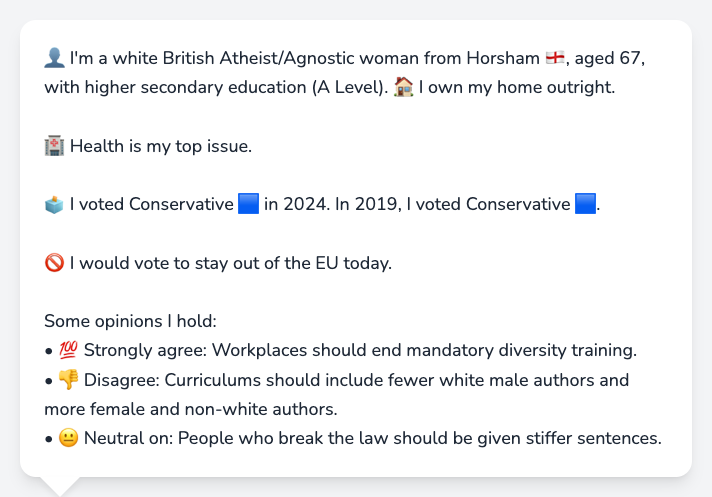 👤 I'm a white British Atheist/Agnostic woman from Horsham 🏴󠁧󠁢󠁥󠁮󠁧󠁿, aged 67,
with higher secondary education (A Level). 🏠 I own my home outright.
🏥 Health is my top issue.
🗳️ I voted Conservative 🟦 in 2024. In 2019, I voted Conservative 🟦.
🚫 I would vote to stay out of the EU today.
Some opinions I hold:
• 💯 Strongly agree: Workplaces should end mandatory diversity training.
• 👎 Disagree: Curriculums should include fewer white male authors and
more female and non-white authors.
• 😐 Neutral on: People who break the law should be given stiffer sentences.